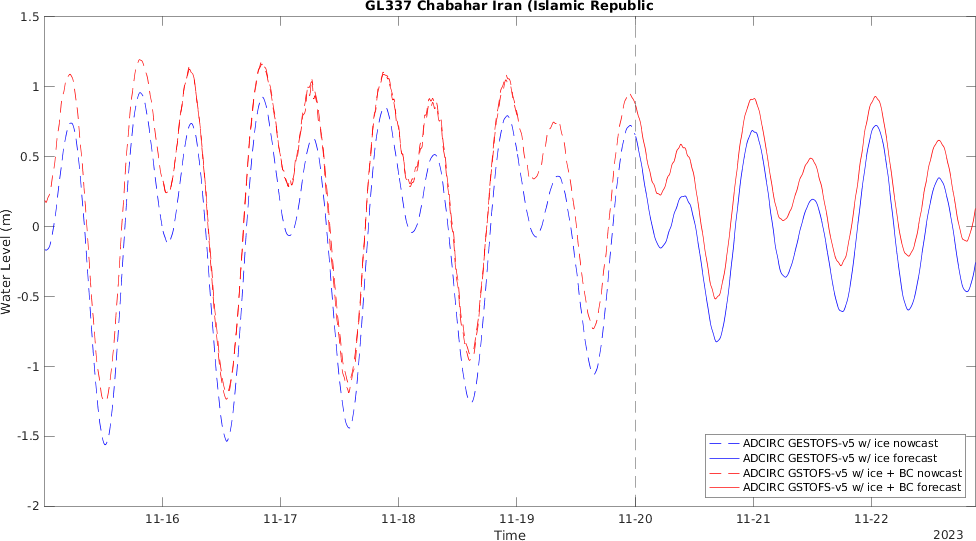 GL337 Chabahar Iran (Islamic Republic
Water Level (m)
1.5
1
0.5
0
-0.5
-1
-1.5
-2
11-16
11-17
11-18
11-19
11-20
11-21
11-22
Time
2023
ADCIRC GESTOFS-v5 w/ ice nowcast
ADCIRC GESTOFS-v5 w/ ice forecast
ADCIRC GSTOFS-v5 w/ ice + BC nowcast
ADCIRC GSTOFS-v5 w/ ice + BC forecast